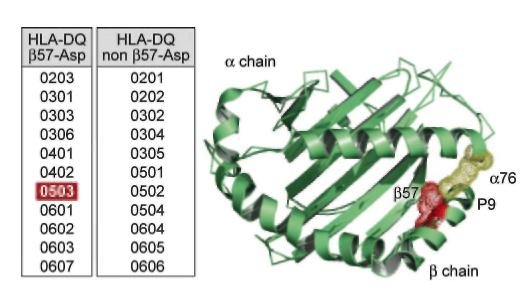 HLA-DQ β57-Asp
HLA-DQ non β57-Asp
0203 0201
0301 0202
0303 0302
0306 0304
0401 0305
0402 0501
0503 0502
0601 0504
0602 0604
0603 0605
0607 0606
α chain
α76
β57
P9
β chain